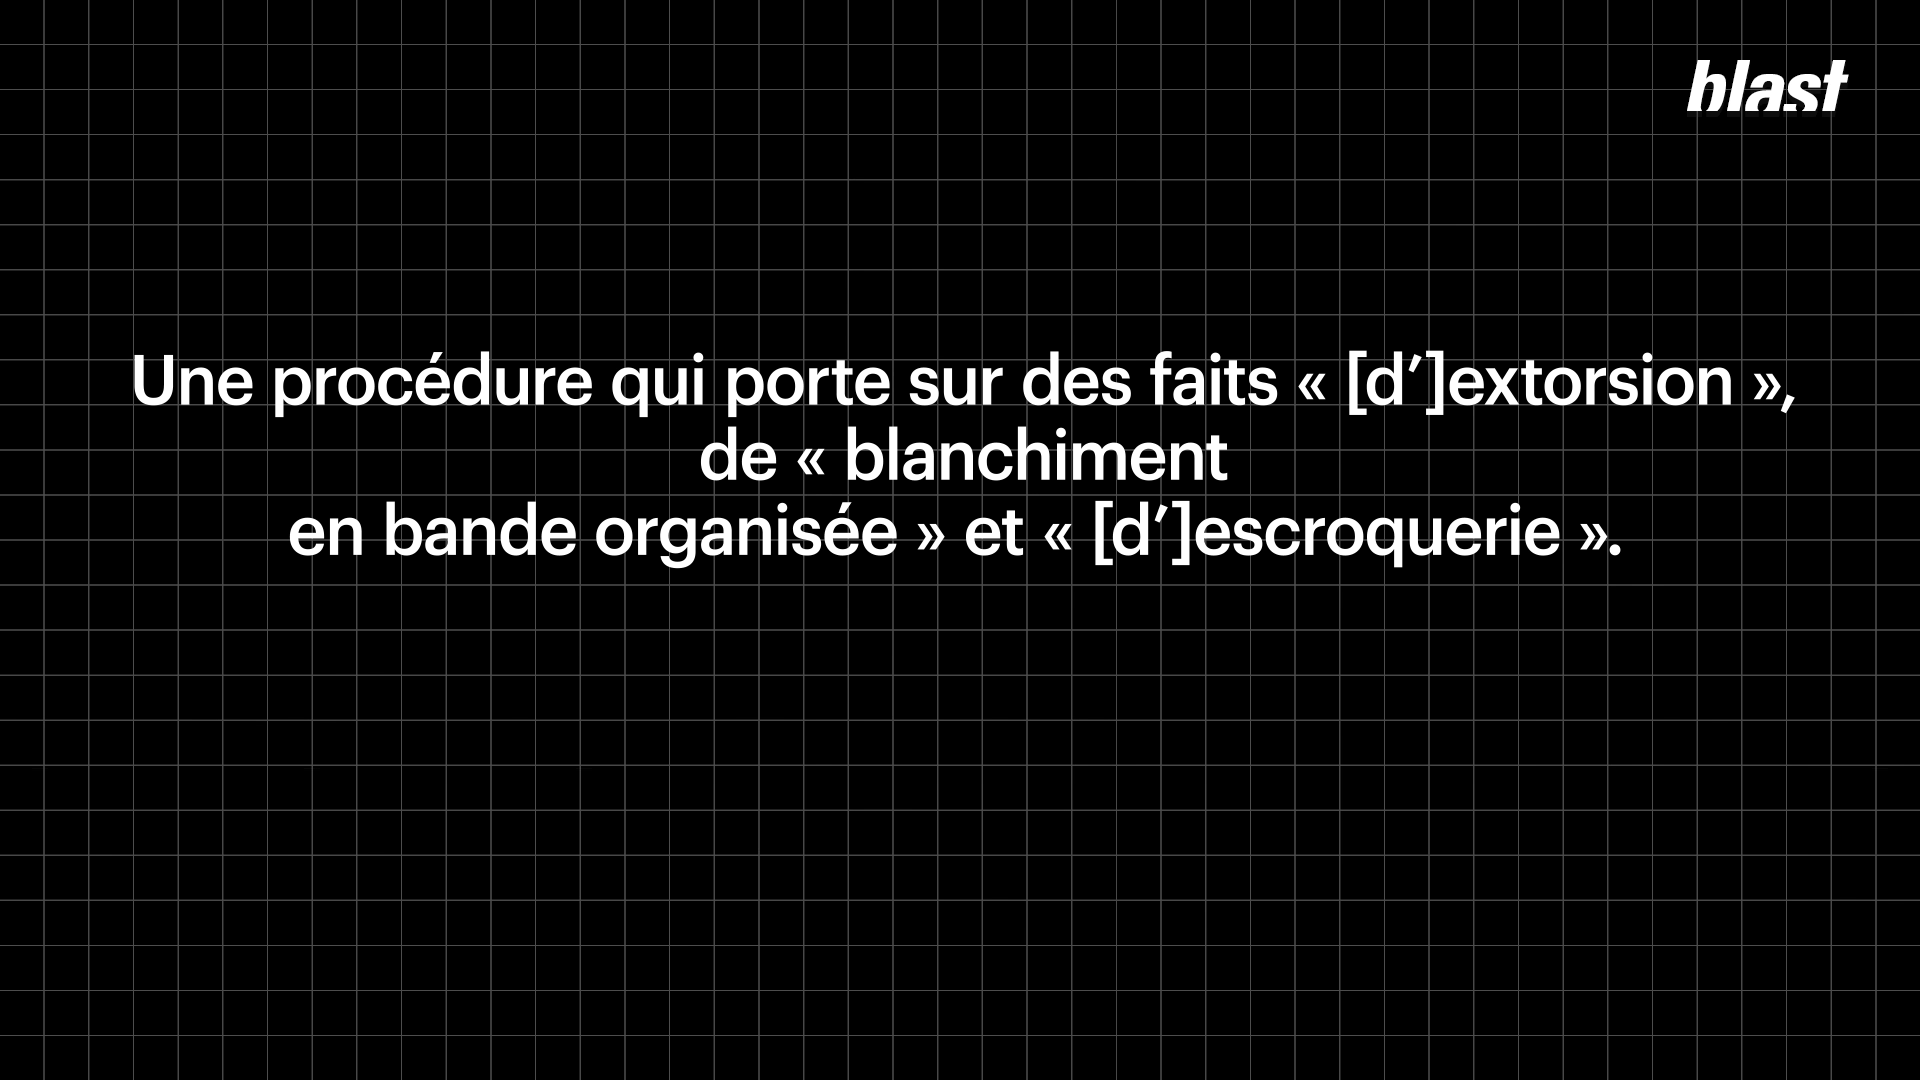 blast
Une procédure qui porte sur des faits « [d’]extorsion »,
de « blanchiment
en bande organisée » et « [d’]escroquerie ».